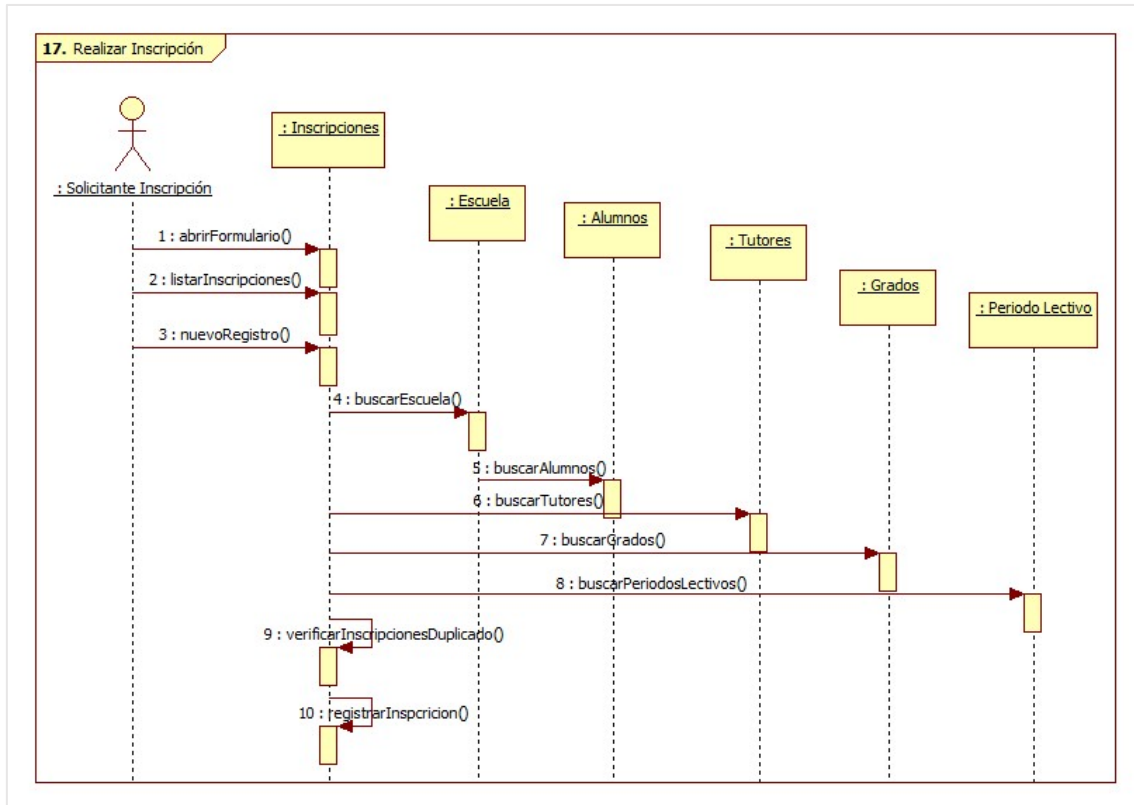 17. Realizar Inscripción
: Solicitante Inscripción
: Inscripciones
: Escuela
: Alumnos
: Tutores
: Grados
: Periodo Lectivo
1 : abrirFormulario()
2 : listarInscripciones()
3 : nuevoRegistro()
4 : buscarEscuela()
5 : buscarAlumnos()
6 : buscarTutores()
7 : buscarGrados()
8 : buscarPeriodosLectivos()
9 : verificarInscripcionesDuplicado()
10 : registrarInspcricion()